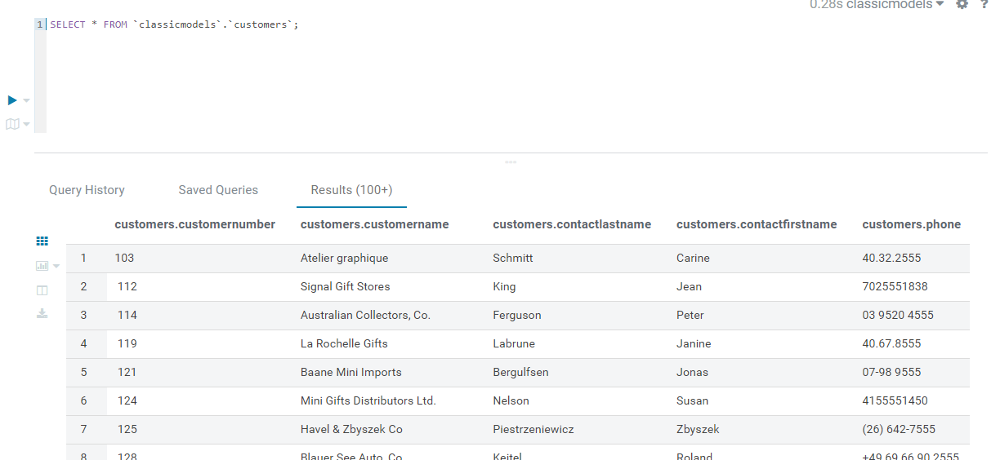 0.28s classicmodels ?
1 SELECT * FROM `classicmodels`.`customers`;
Query History Saved Queries Results (100+)
customers.customernumber customers.customername customers.contactlastname customers.contactfirstname customers.phone
1 103 Atelier graphique Schmitt Carine 40.32.2555
2 112 Signal Gift Stores King Jean 7025551838
3 114 Australian Collectors, Co. Ferguson Peter 03 9520 4555
4 119 La Rochelle Gifts Labrune Janine 40.67.8555
5 121 Baane Mini Imports Bergulfsen Jonas 07-98 9555
6 124 Mini Gifts Distributors Ltd. Nelson Susan 4155551450
7 125 Havel & Zbyszek Co Piestrzeniewicz Zbyszek (26) 642-7555
8 128 Blauer See Auto, Co. Keitel Roland +49 69 66 90 2555